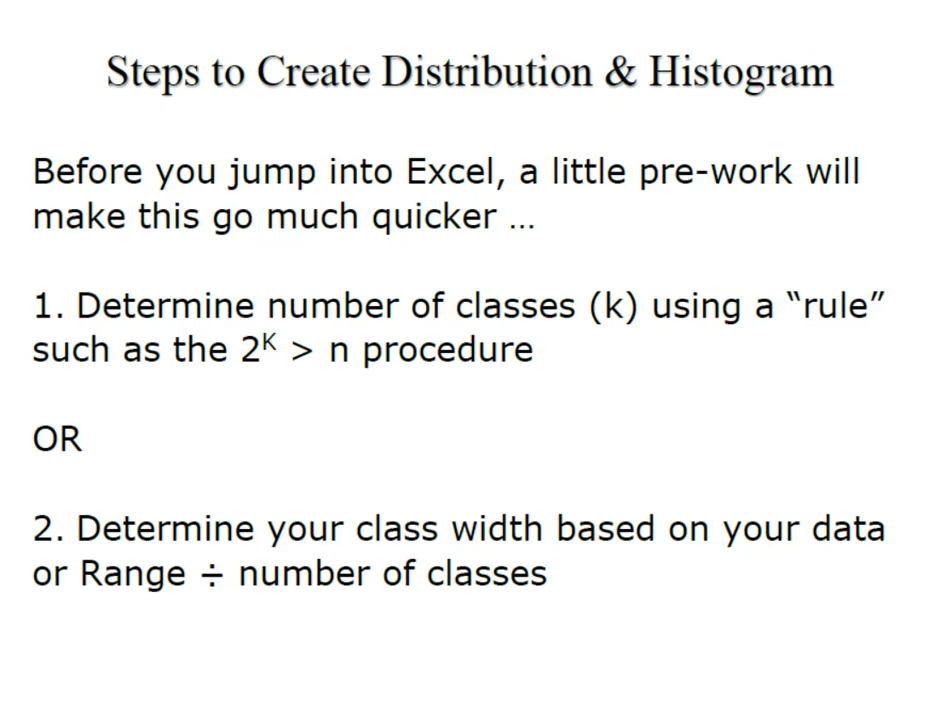 Steps to Create Distribution & Histogram
Before you jump into Excel, a little pre-work will
make this go much quicker …
1. Determine number of classes (k) using a “rule”
such as the 2ᴷ > n procedure
OR
2. Determine your class width based on your data
or Range ÷ number of classes